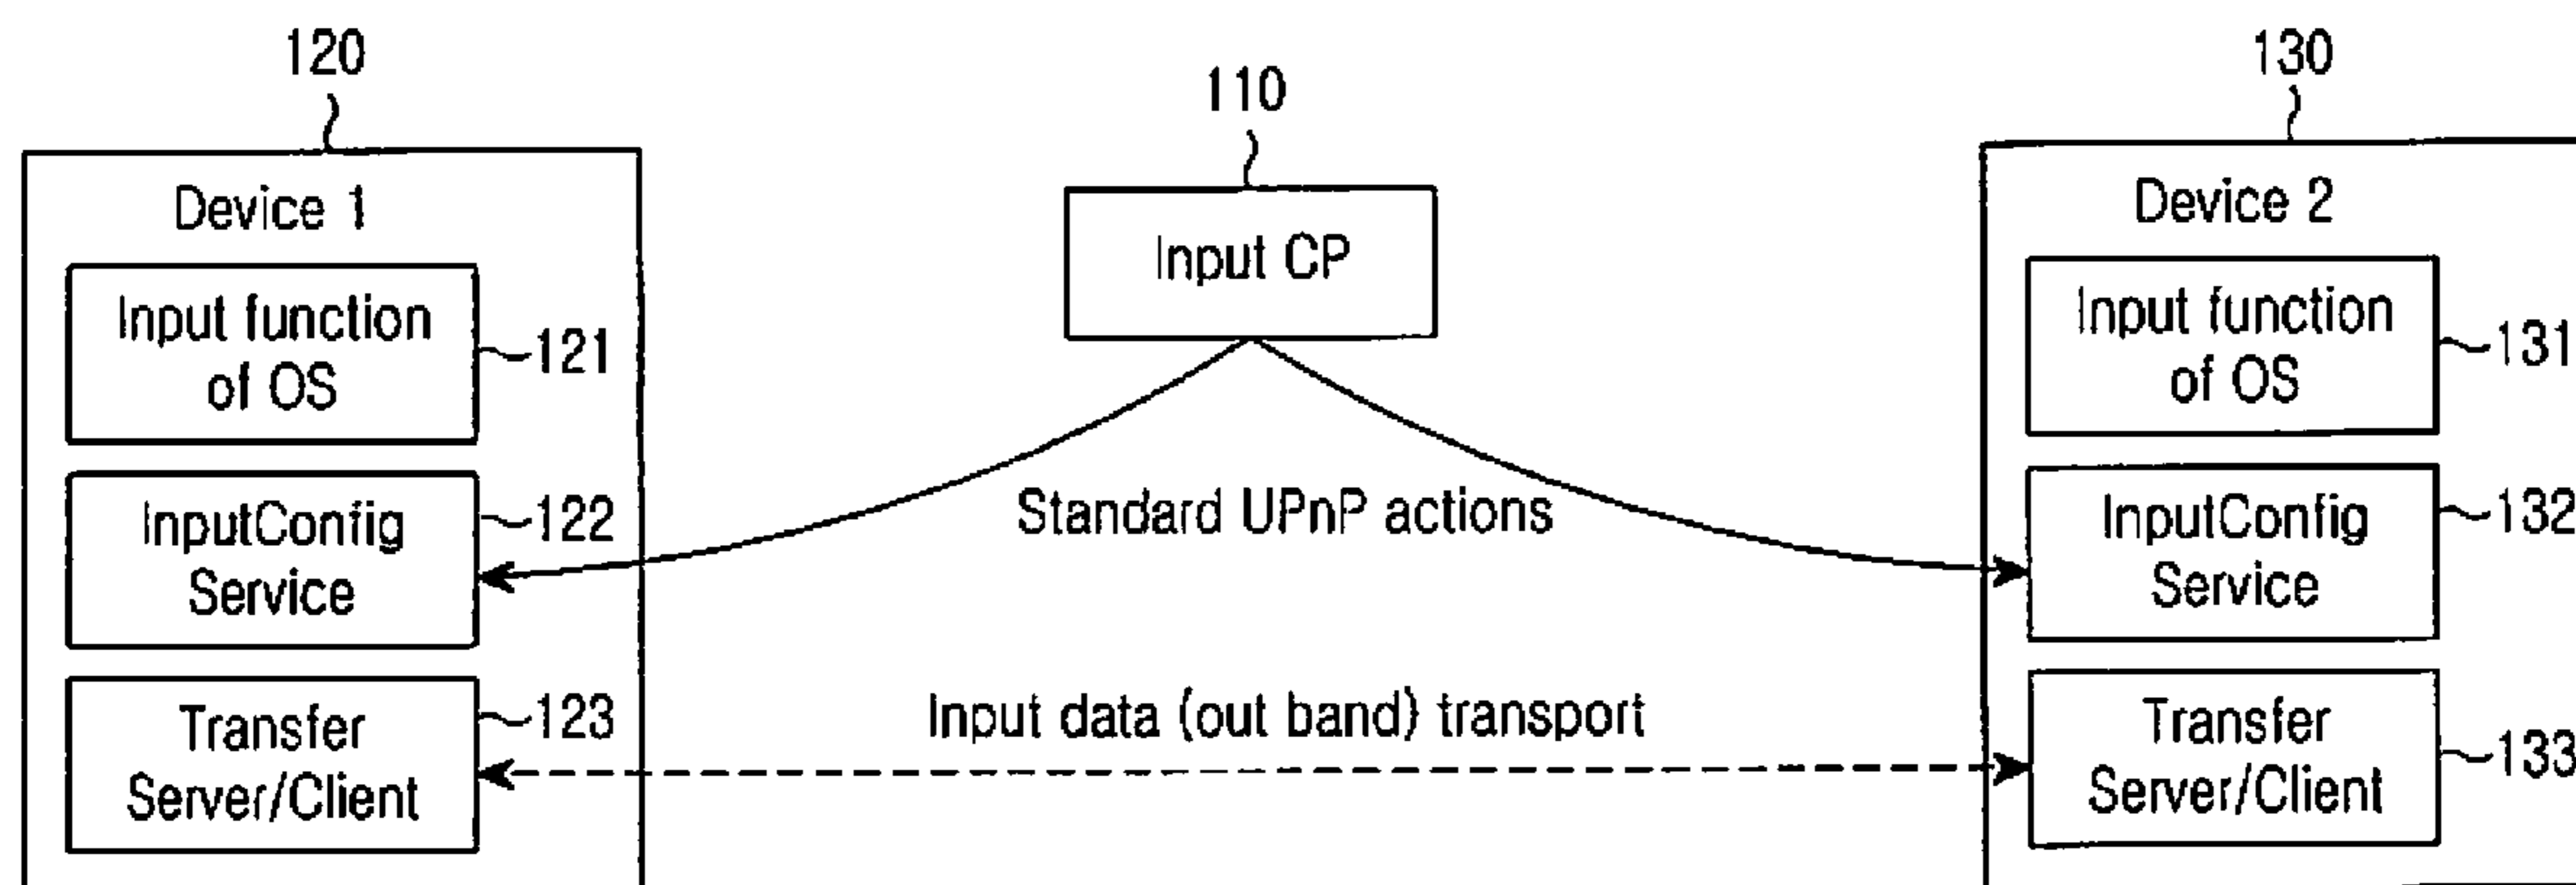 120
110
130
Device 1
Input CP
Device 2
Input function
of OS
121
Input function
of OS
131
InputConfig
Service
122
Standard UPnP actions
InputConfig
Service
132
Transfer
Server/Client
123
Input data (out band) transport
Transfer
Server/Client
133